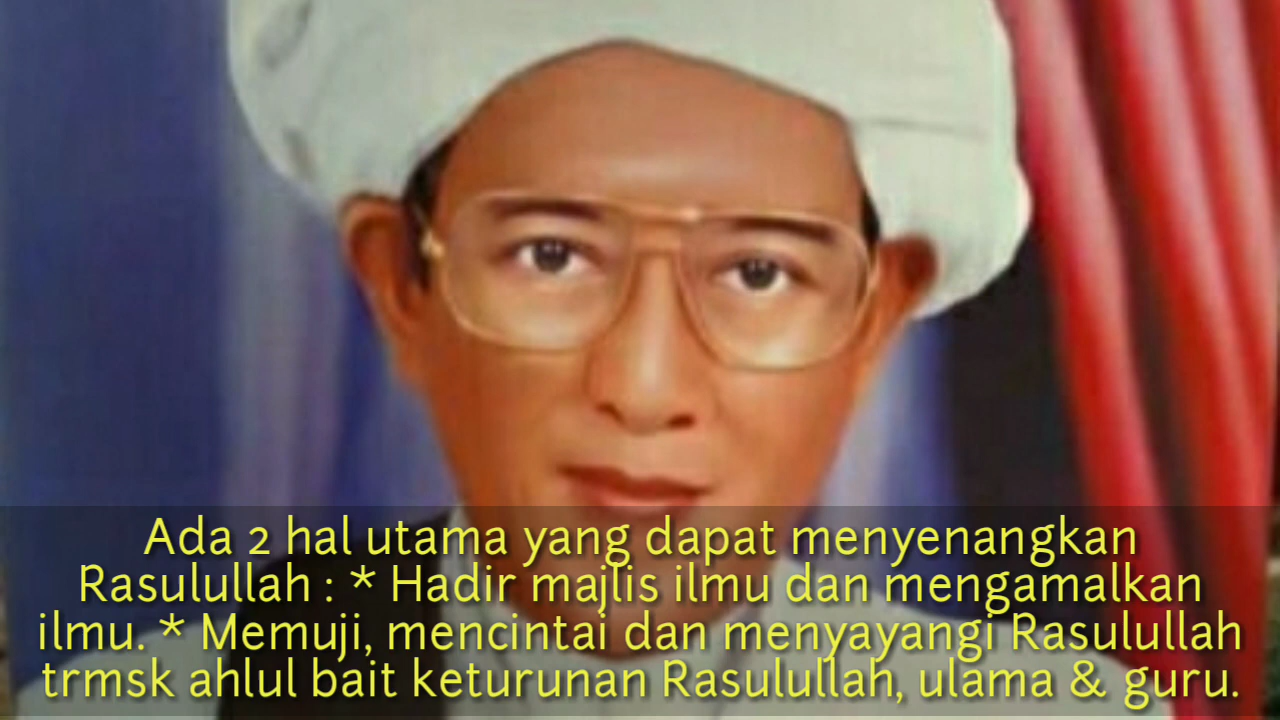 Ada 2 hal utama yang dapat menyenangkan
Rasulullah : * Hadir majlis ilmu dan mengamalkan
ilmu. * Memuji, mencintai dan menyayangi Rasulullah
trmsk ahlul bait keturunan Rasulullah, ulama & guru.